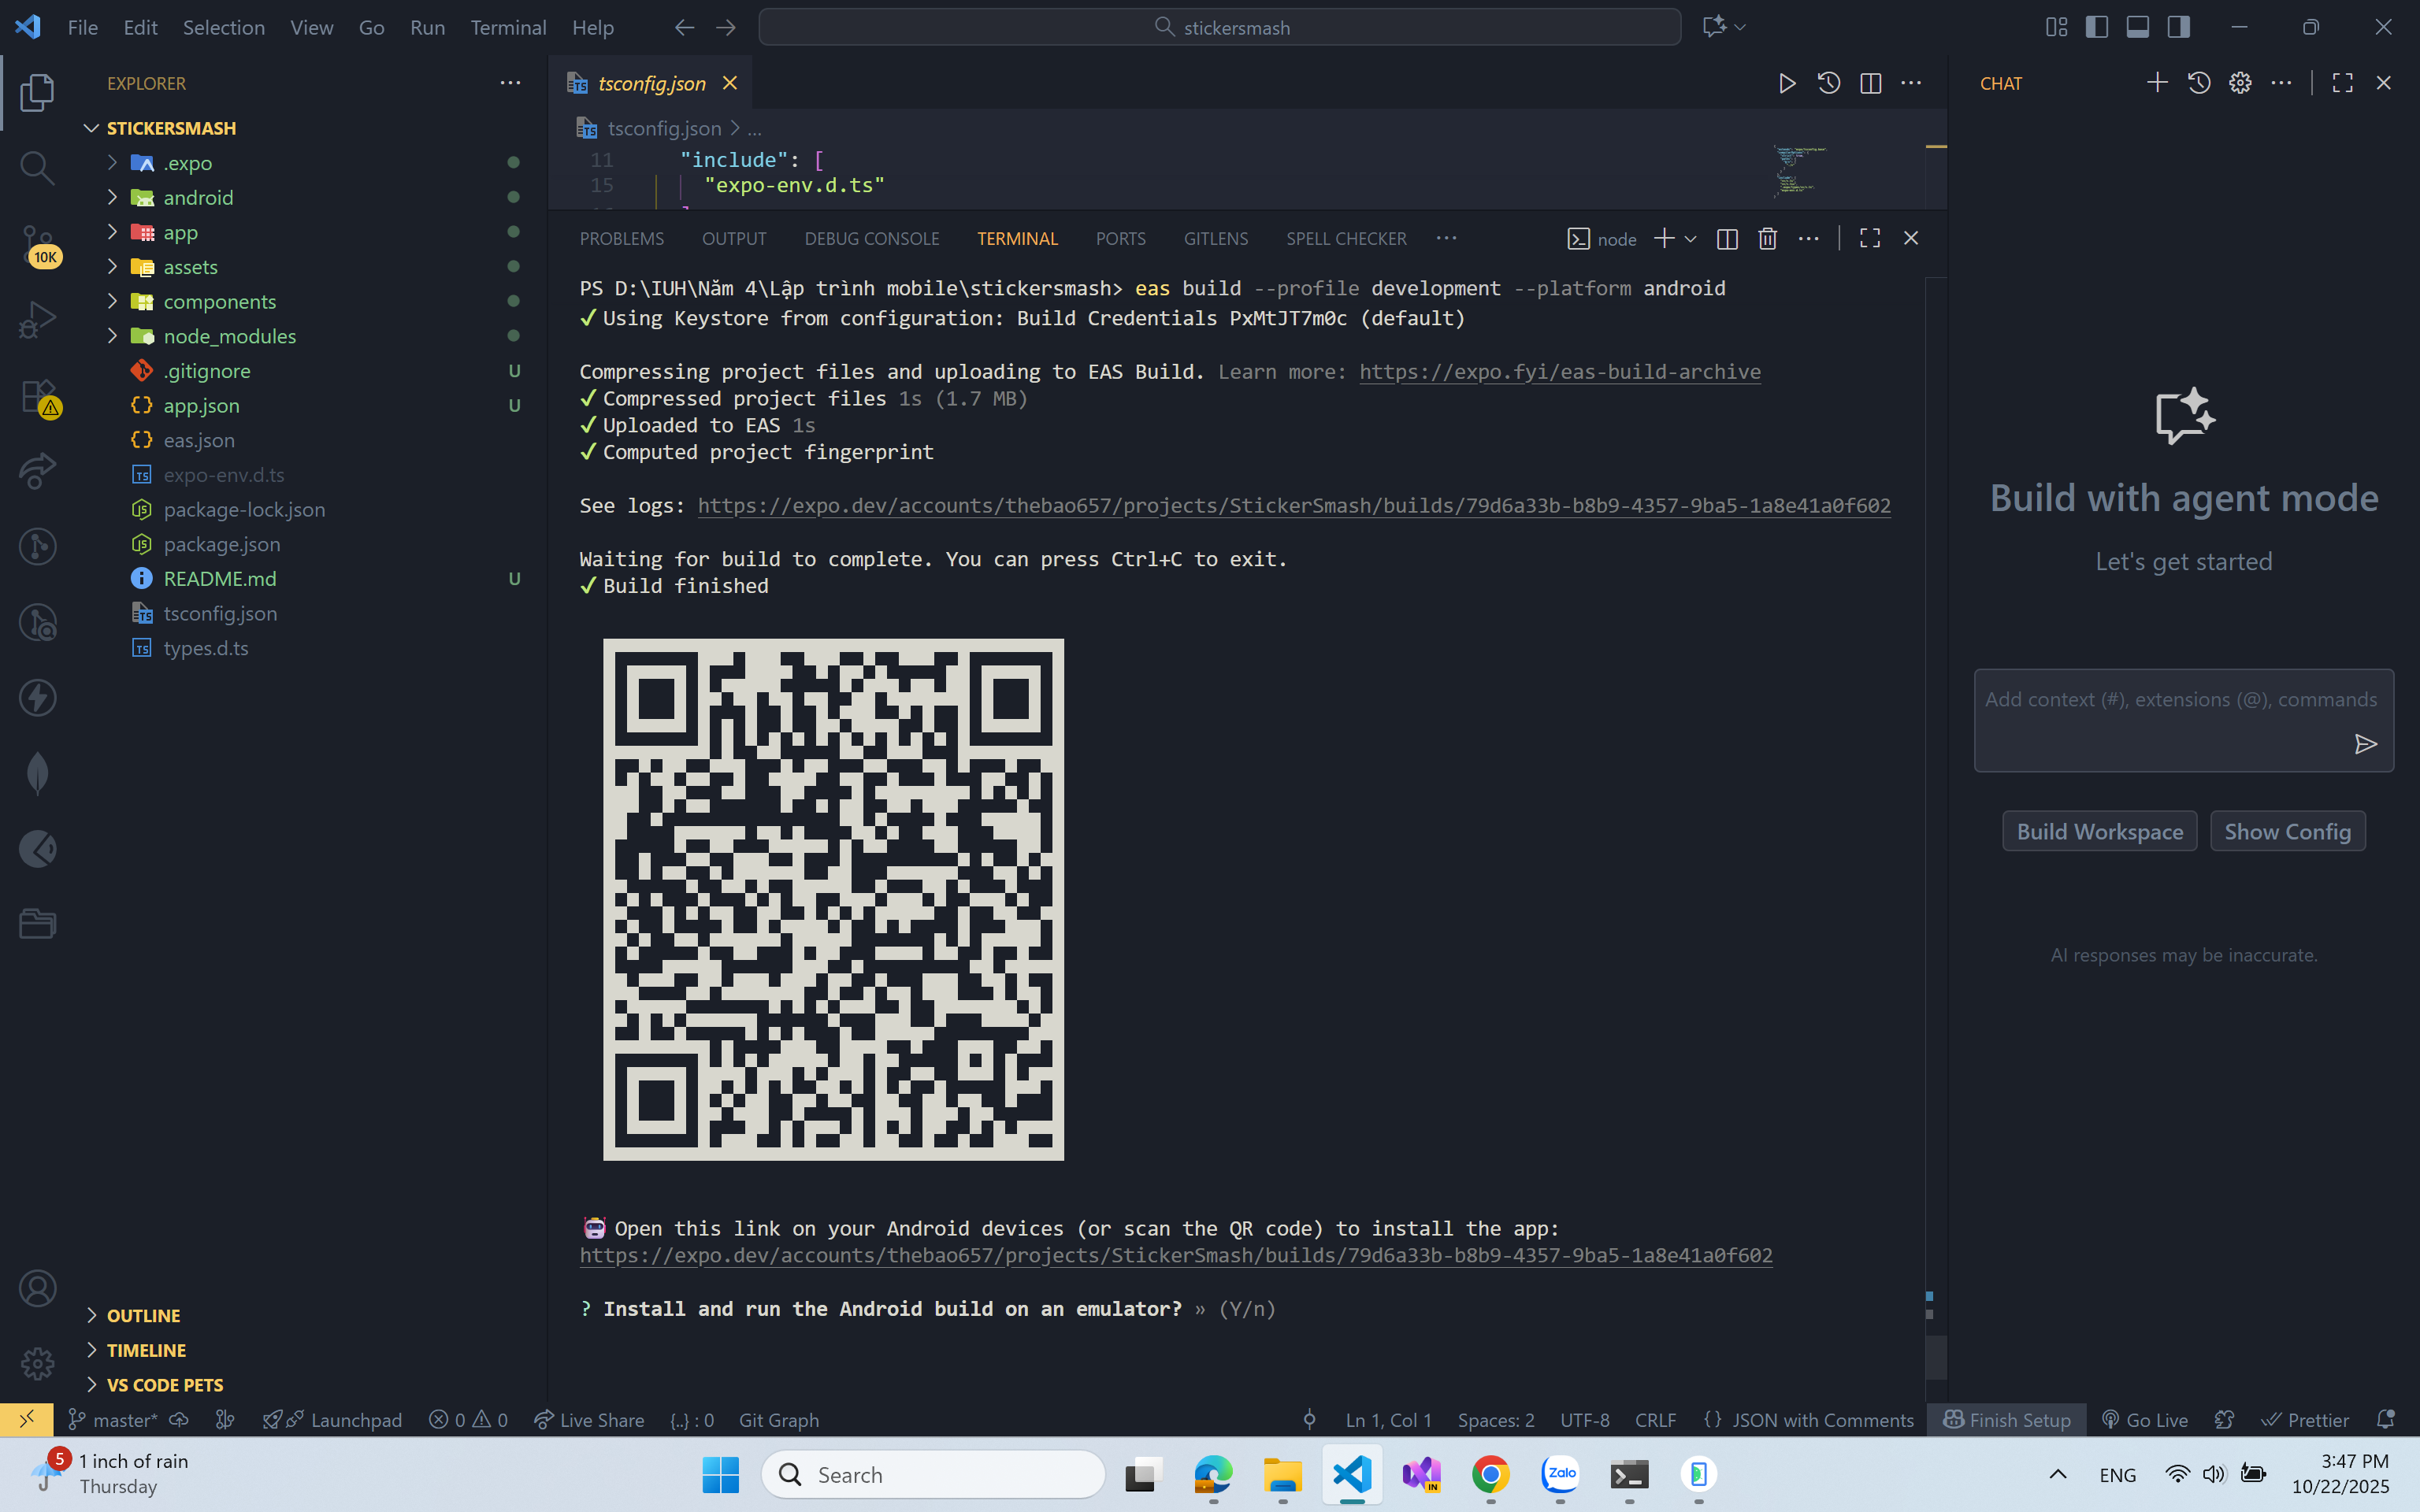 File Edit Selection View Go Run Terminal Help
stickersmash
EXPLORER
STICKERSMASH
.expo
android
app
assets
components
node_modules
.gitignore U
app.json U
eas.json
expo-env.d.ts
package-lock.json
package.json
README.md U
tsconfig.json
types.d.ts
OUTLINE
TIMELINE
VS CODE PETS
10K
tsconfig.json
tsconfig.json > ...
11 "include": [
15 "expo-env.d.ts"
PROBLEMS OUTPUT DEBUG CONSOLE TERMINAL PORTS GITLENS SPELL CHECKER
node
PS D:\IUH\Năm 4\Lập trình mobile\stickersmash> eas build --profile development --platform android
✓ Using Keystore from configuration: Build Credentials PxMtJT7m0c (default)
Compressing project files and uploading to EAS Build. Learn more: https://expo.fyi/eas-build-archive
✓ Compressed project files 1s (1.7 MB)
✓ Uploaded to EAS 1s
✓ Computed project fingerprint
See logs: https://expo.dev/accounts/thebao657/projects/StickerSmash/builds/79d6a33b-b8b9-4357-9ba5-1a8e41a0f602
Waiting for build to complete. You can press Ctrl+C to exit.
✓ Build finished
Open this link on your Android devices (or scan the QR code) to install the app:
https://expo.dev/accounts/thebao657/projects/StickerSmash/builds/79d6a33b-b8b9-4357-9ba5-1a8e41a0f602
? Install and run the Android build on an emulator? » (Y/n)
CHAT
Build with agent mode
Let's get started
Add context (#), extensions (@), commands
Build Workspace Show Config
AI responses may be inaccurate.
master* Launchpad 0 0 Live Share {..} : 0 Git Graph
Ln 1, Col 1 Spaces: 2 UTF-8 CRLF {} JSON with Comments Finish Setup Go Live Prettier
5
1 inch of rain
Thursday
Search
Zalo
IN
ENG
3:47 PM
10/22/2025